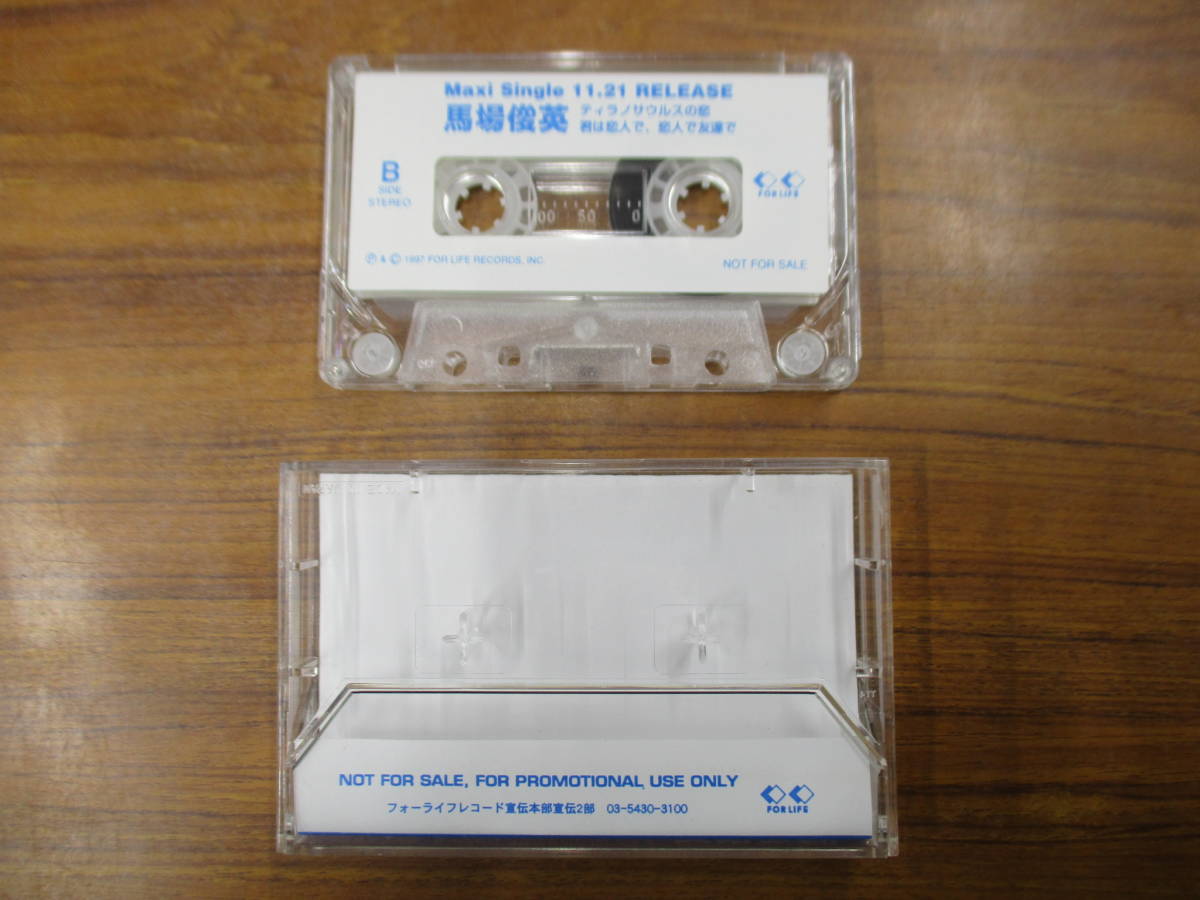 Maxi Single 11.21 RELEASE
馬場俊英 ティラノサウルスの恋
君は恋人で、恋人で友達で
B
SIDE
STEREO
FOR LIFE
00 50 0
Ⓟ & © 1997 FOR LIFE RECORDS, INC.
NOT FOR SALE
NOT FOR SALE, FOR PROMOTIONAL USE ONLY
フォーライフレコード宣伝本部宣伝2部 03-5430-3100
FOR LIFE